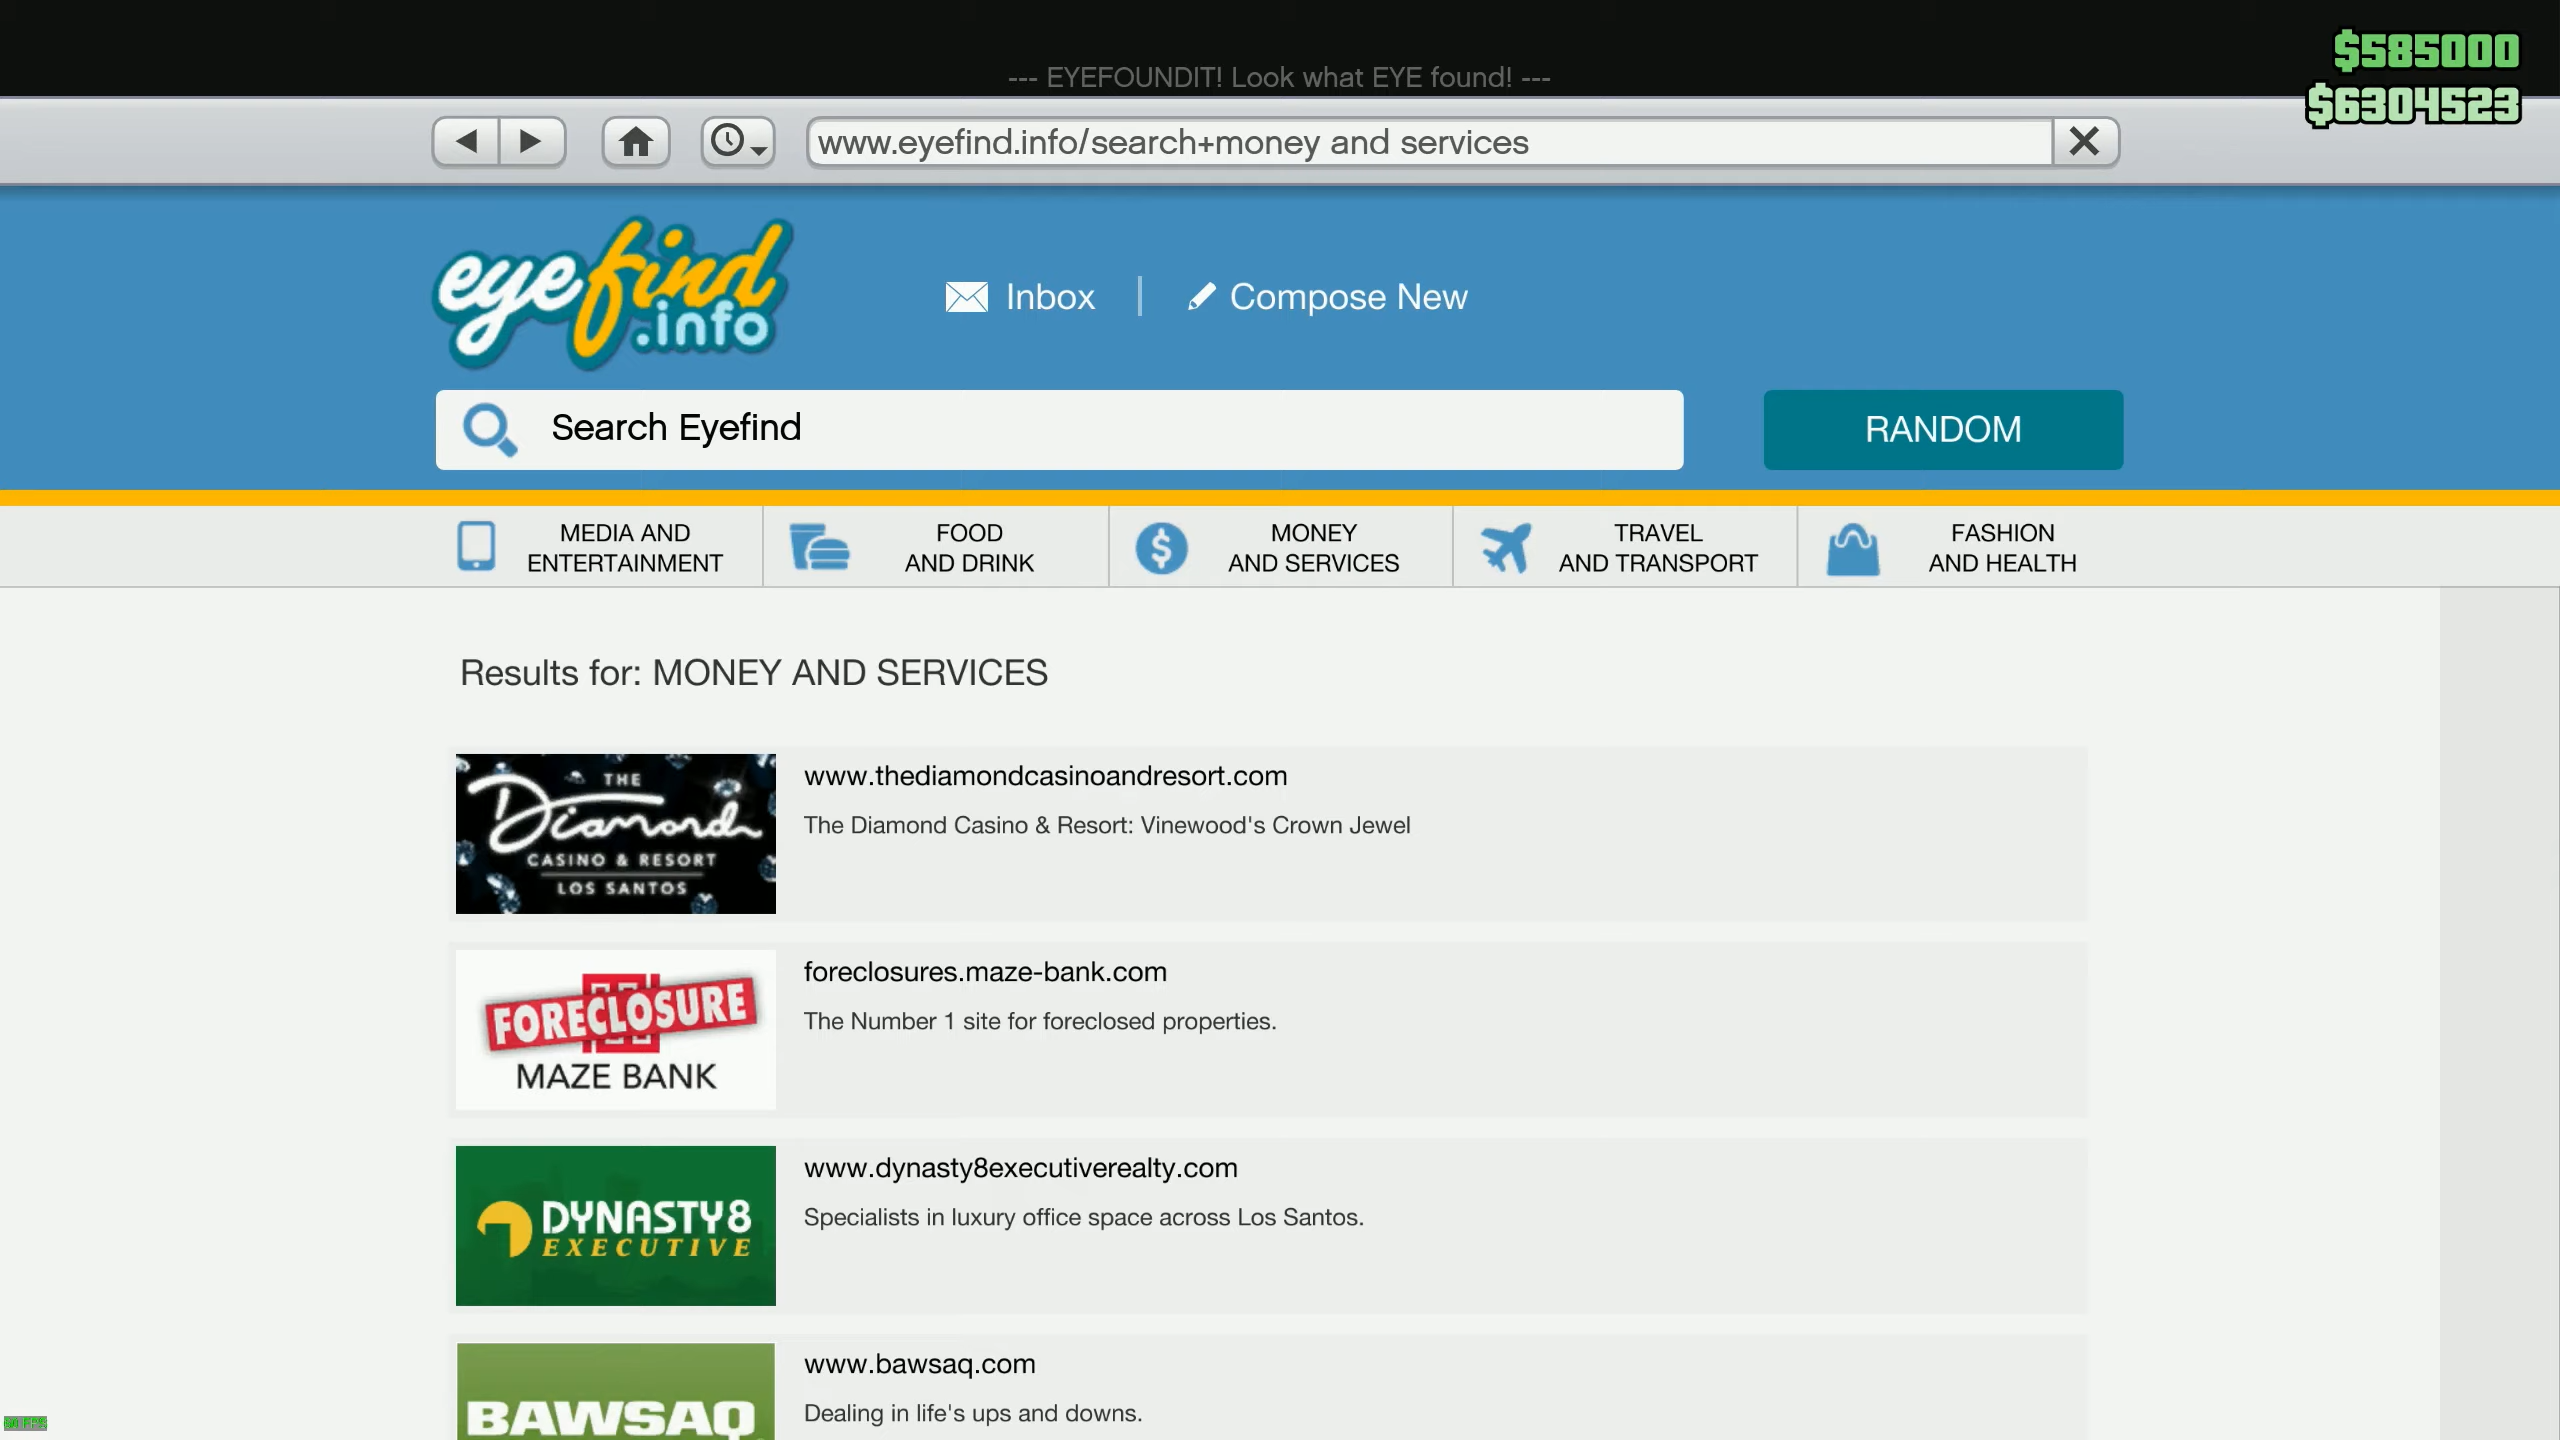 $585000
--- EYEFOUNDIT! Look what EYE found! ---
$6304523
www.eyefind.info/search+money and services
eyefind
.info
Inbox
Compose New
Search Eyefind
RANDOM
MEDIA AND
ENTERTAINMENT
FOOD
AND DRINK
MONEY
AND SERVICES
TRAVEL
AND TRANSPORT
FASHION
AND HEALTH
Results for: MONEY AND SERVICES
THE
Diamond
CASINO & RESORT
LOS SANTOS
www.thediamondcasinoandresort.com
The Diamond Casino & Resort: Vinewood's Crown Jewel
FORECLOSURE
MAZE BANK
foreclosures.maze-bank.com
The Number 1 site for foreclosed properties.
DYNASTY8
EXECUTIVE
www.dynasty8executiverealty.com
Specialists in luxury office space across Los Santos.
BAWSAQ
www.bawsaq.com
Dealing in life's ups and downs.